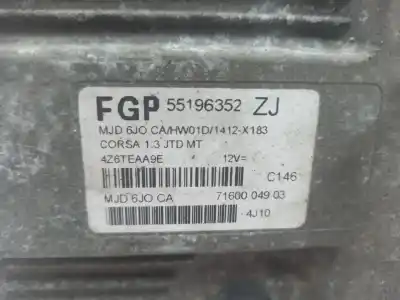 FGP 55196352 ZJ
MJD 6JO CA/HW01D/1412-X183
CORSA 1.3 JTD MT
4Z6TEAA9E 12V=
C146
MJD 6JO CA 71600 049 03
4J10